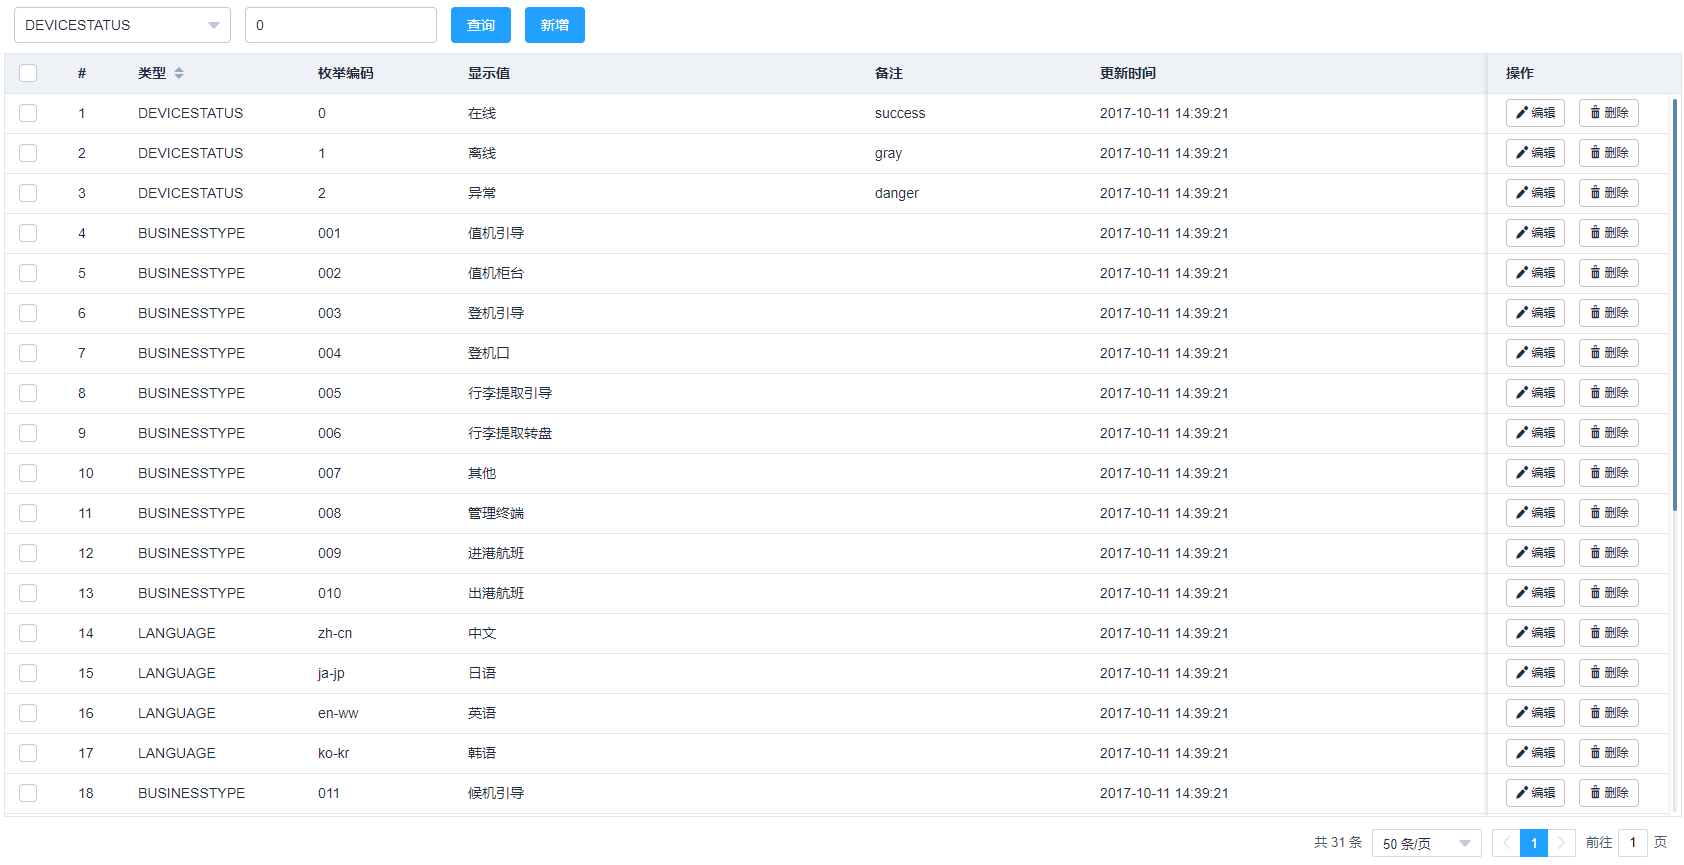 DEVICESTATUS 0 查询 新增
# 类型 枚举编码 显示值 备注 更新时间 操作
1 DEVICESTATUS 0 在线 success 2017-10-11 14:39:21 编辑 删除
2 DEVICESTATUS 1 离线 gray 2017-10-11 14:39:21 编辑 删除
3 DEVICESTATUS 2 异常 danger 2017-10-11 14:39:21 编辑 删除
4 BUSINESSTYPE 001 值机引导 2017-10-11 14:39:21 编辑 删除
5 BUSINESSTYPE 002 值机柜台 2017-10-11 14:39:21 编辑 删除
6 BUSINESSTYPE 003 登机引导 2017-10-11 14:39:21 编辑 删除
7 BUSINESSTYPE 004 登机口 2017-10-11 14:39:21 编辑 删除
8 BUSINESSTYPE 005 行李提取引导 2017-10-11 14:39:21 编辑 删除
9 BUSINESSTYPE 006 行李提取转盘 2017-10-11 14:39:21 编辑 删除
10 BUSINESSTYPE 007 其他 2017-10-11 14:39:21 编辑 删除
11 BUSINESSTYPE 008 管理终端 2017-10-11 14:39:21 编辑 删除
12 BUSINESSTYPE 009 进港航班 2017-10-11 14:39:21 编辑 删除
13 BUSINESSTYPE 010 出港航班 2017-10-11 14:39:21 编辑 删除
14 LANGUAGE zh-cn 中文 2017-10-11 14:39:21 编辑 删除
15 LANGUAGE ja-jp 日语 2017-10-11 14:39:21 编辑 删除
16 LANGUAGE en-ww 英语 2017-10-11 14:39:21 编辑 删除
17 LANGUAGE ko-kr 韩语 2017-10-11 14:39:21 编辑 删除
18 BUSINESSTYPE 011 候机引导 2017-10-11 14:39:21 编辑 删除
共 31 条 50 条/页 1 前往 1 页